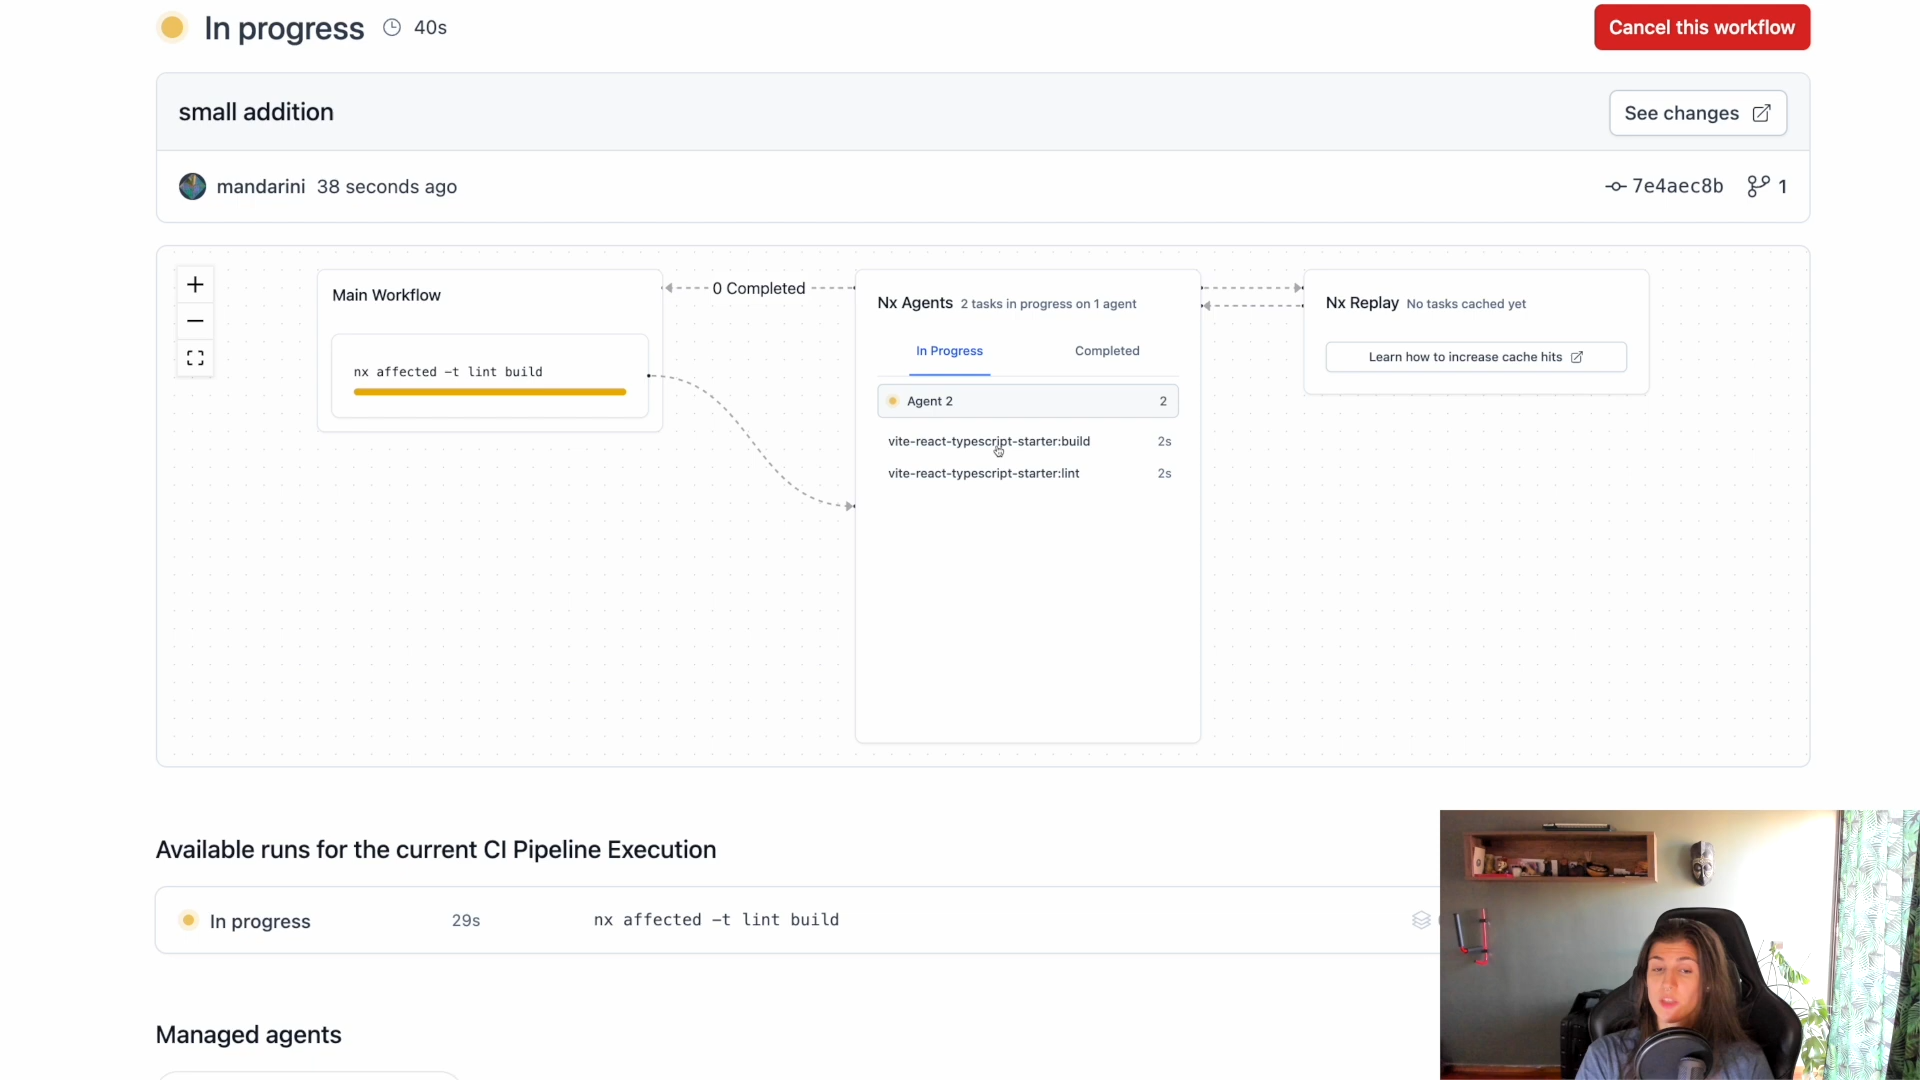 In progress 40s
Cancel this workflow
small addition
See changes
mandarini 38 seconds ago
7e4aec8b 1
Main Workflow
nx affected -t lint build
0 Completed
Nx Agents 2 tasks in progress on 1 agent
In Progress Completed
Agent 2 2
vite-react-typescript-starter:build 2s
vite-react-typescript-starter:lint 2s
Nx Replay No tasks cached yet
Learn how to increase cache hits
Available runs for the current CI Pipeline Execution
In progress 29s nx affected -t lint build
Managed agents